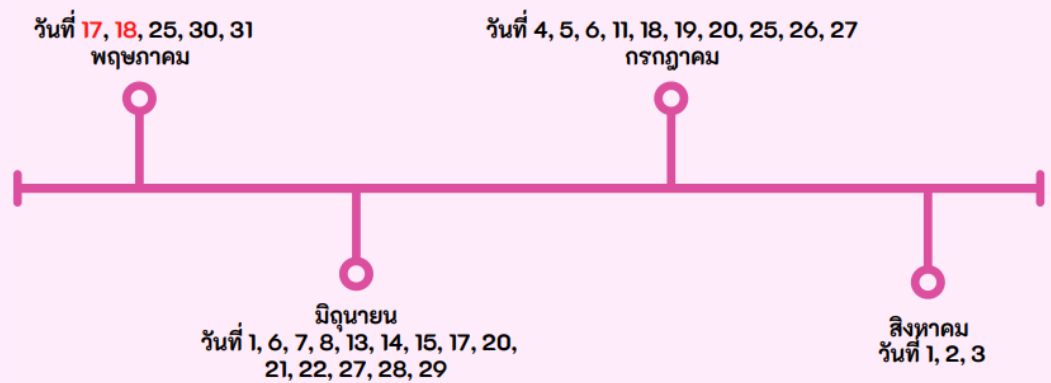 วันที่ 17, 18, 25, 30, 31
พฤษภาคม
วันที่ 4, 5, 6, 11, 18, 19, 20, 25, 26, 27
กรกฎาคม
มิถุนายน
วันที่ 1, 6, 7, 8, 13, 14, 15, 17, 20,
21, 22, 27, 28, 29
สิงหาคม
วันที่ 1, 2, 3